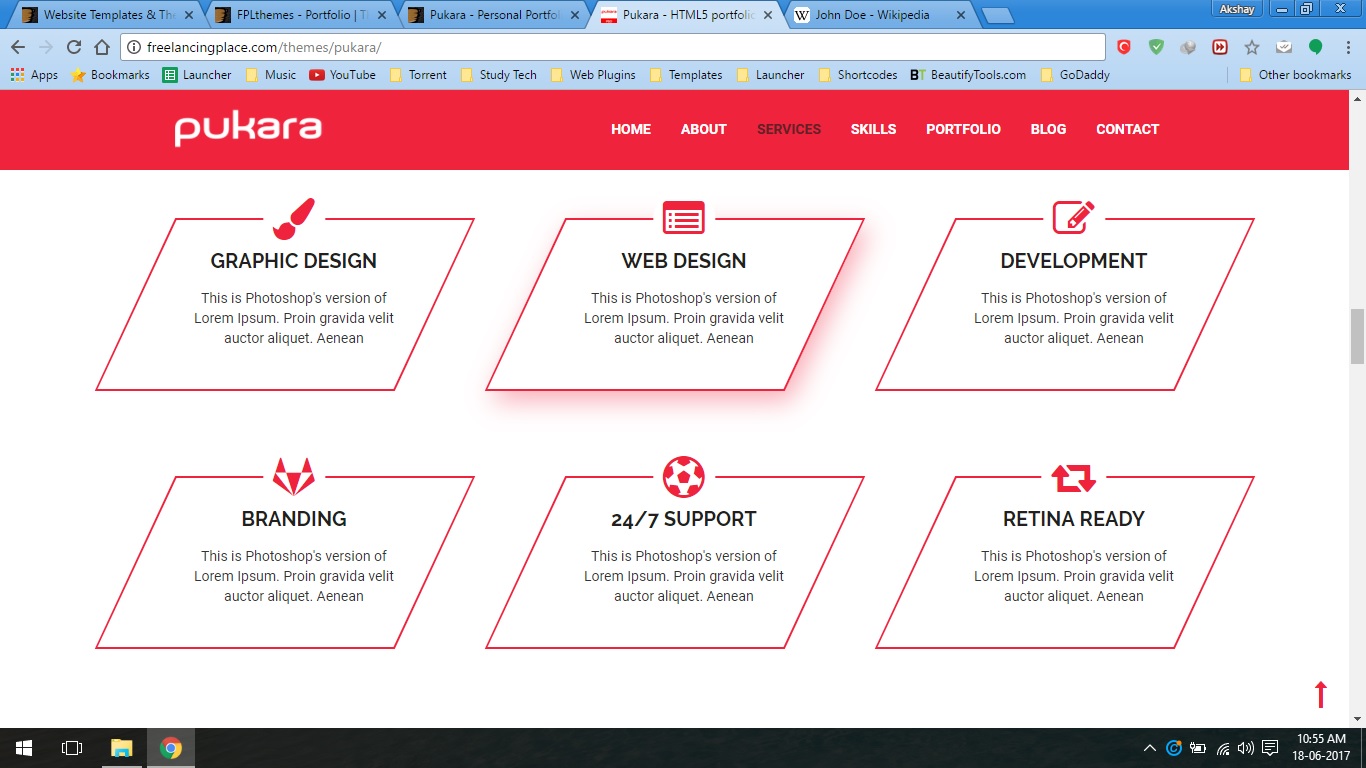 Website Templates & The
FPLthemes - Portfolio | Ti
Pukara - Personal Portfol
Pukara - HTML5 portfolio
John Doe - Wikipedia
Akshay
freelancingplace.com/themes/pukara/
Apps
Bookmarks
Launcher
Music
YouTube
Torrent
Study Tech
Web Plugins
Templates
Launcher
Shortcodes
BT BeautifyTools.com
GoDaddy
Other bookmarks
pukara
HOME
ABOUT
SERVICES
SKILLS
PORTFOLIO
BLOG
CONTACT
GRAPHIC DESIGN
This is Photoshop's version of
Lorem Ipsum. Proin gravida velit
auctor aliquet. Aenean
WEB DESIGN
This is Photoshop's version of
Lorem Ipsum. Proin gravida velit
auctor aliquet. Aenean
DEVELOPMENT
This is Photoshop's version of
Lorem Ipsum. Proin gravida velit
auctor aliquet. Aenean
BRANDING
This is Photoshop's version of
Lorem Ipsum. Proin gravida velit
auctor aliquet. Aenean
24/7 SUPPORT
This is Photoshop's version of
Lorem Ipsum. Proin gravida velit
auctor aliquet. Aenean
RETINA READY
This is Photoshop's version of
Lorem Ipsum. Proin gravida velit
auctor aliquet. Aenean
10:55 AM
18-06-2017